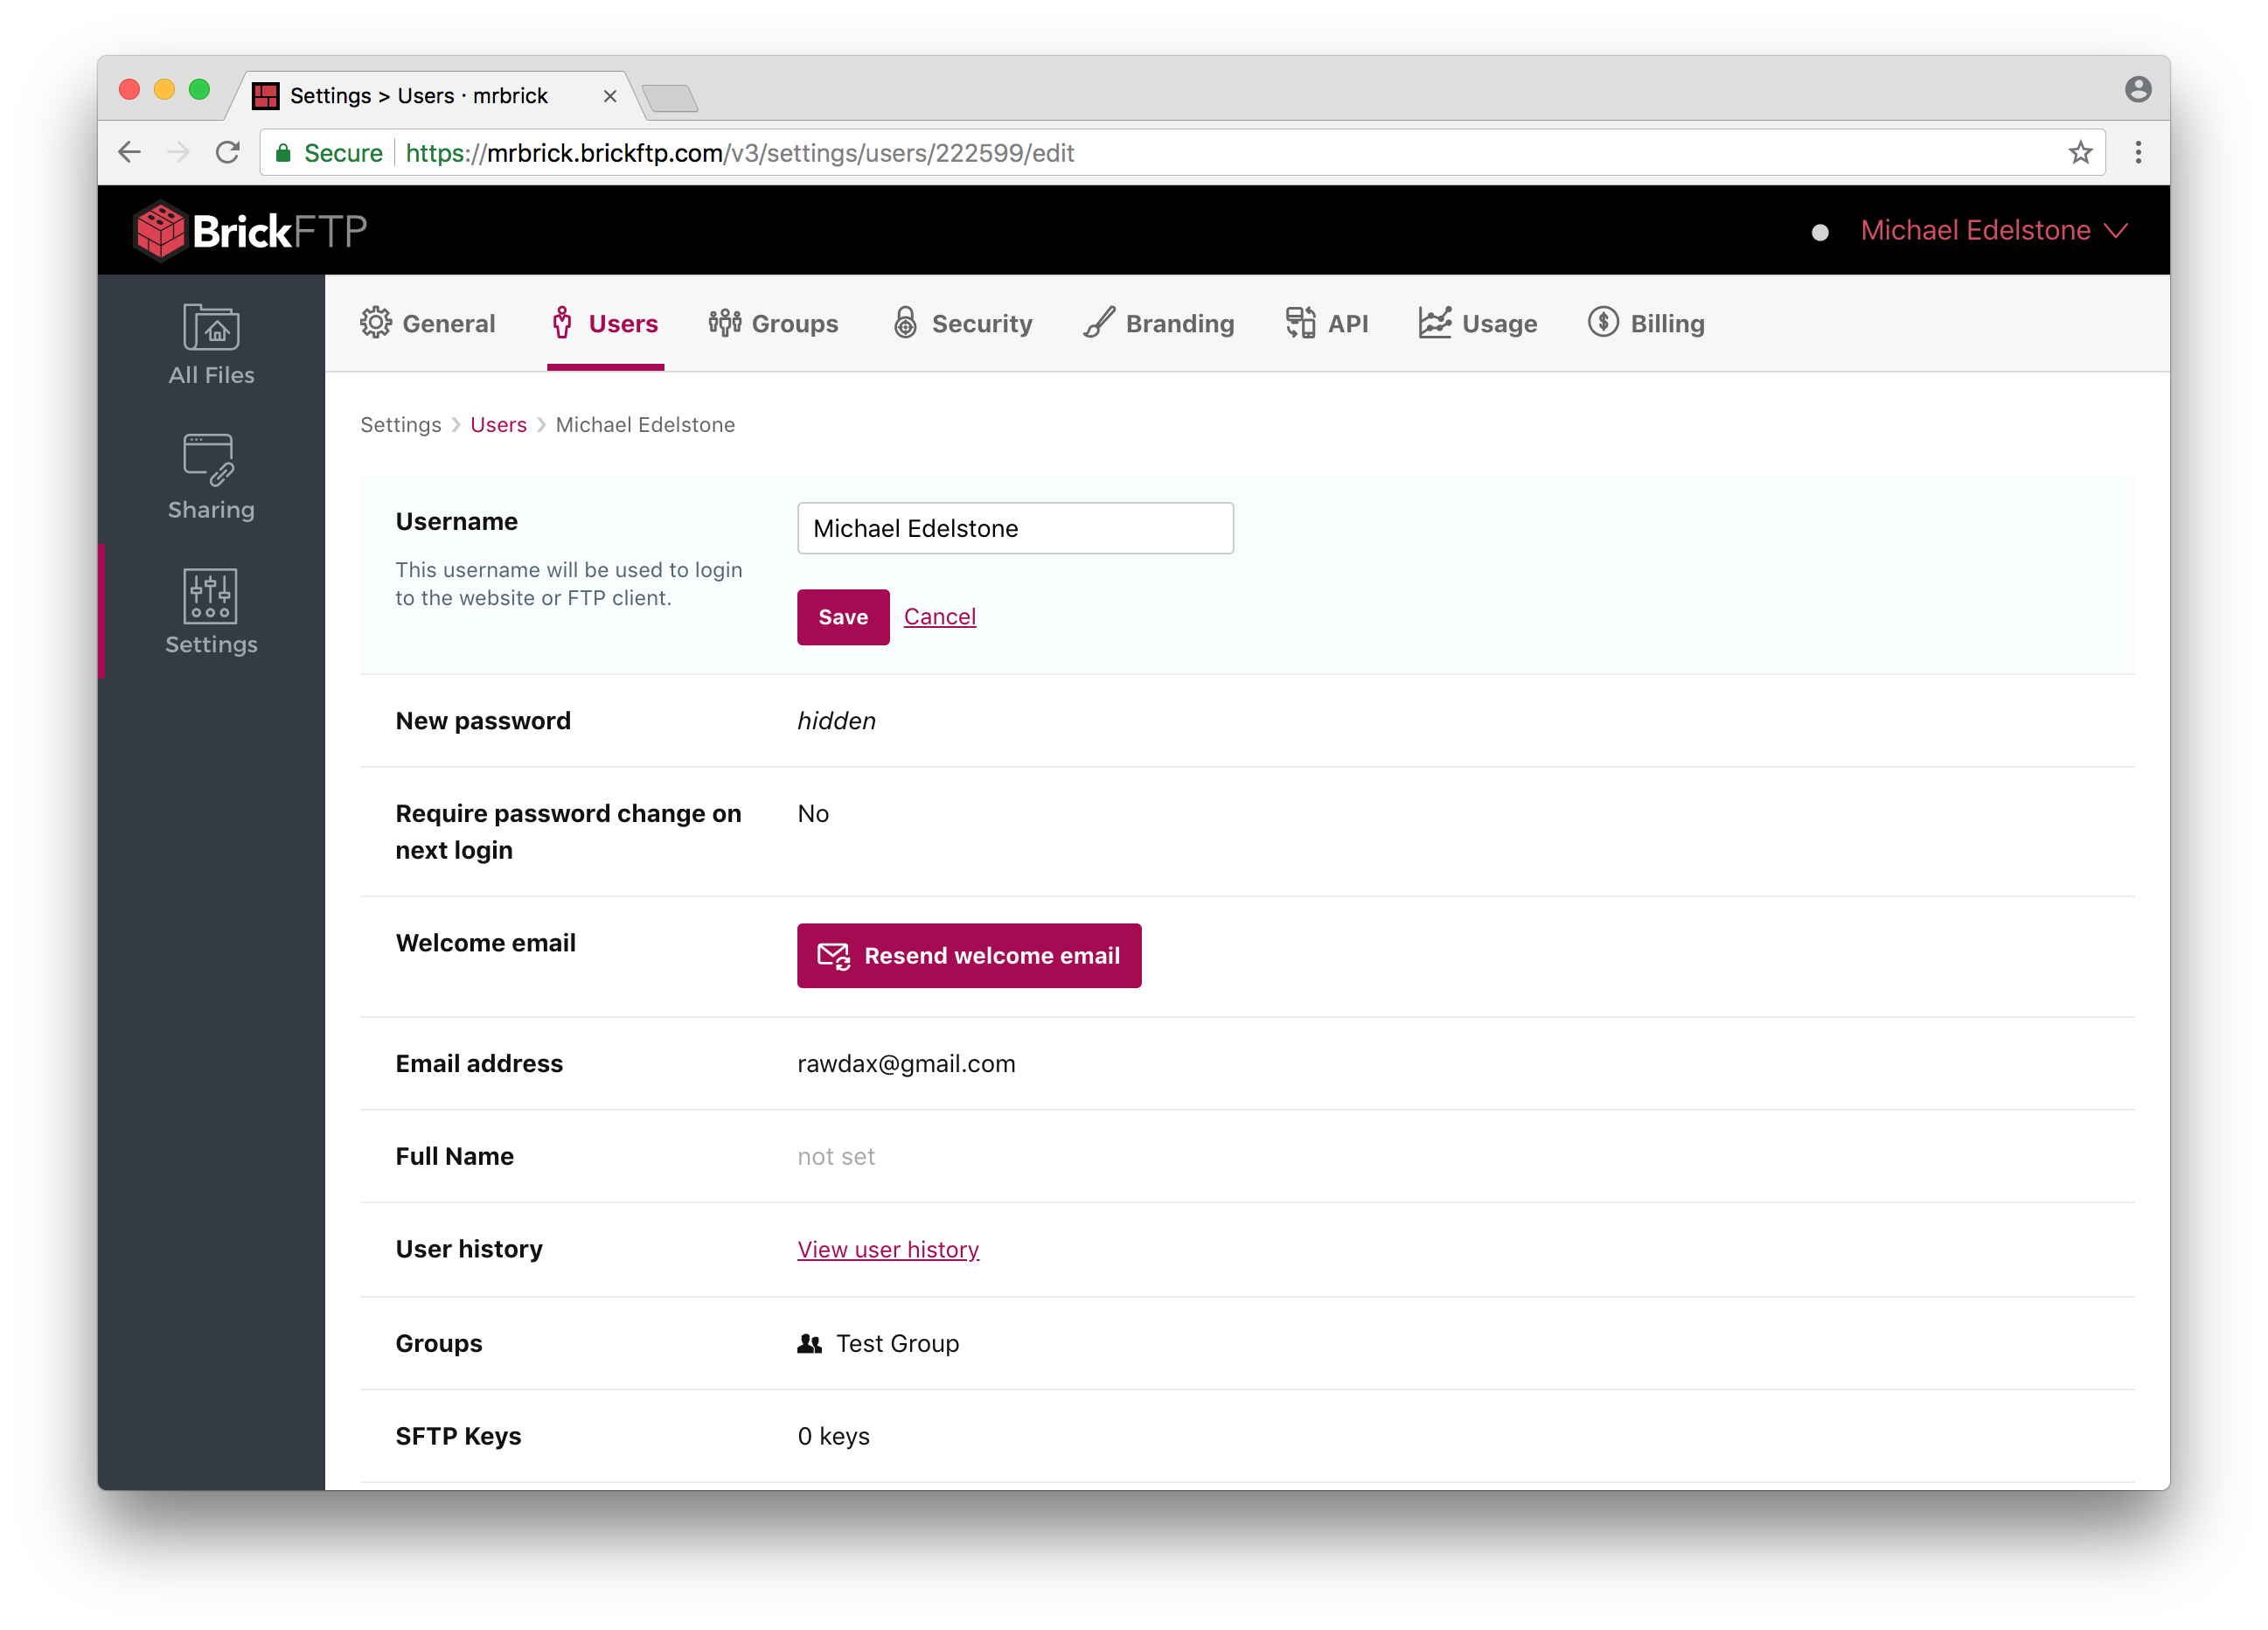 Settings > Users · mrbrick
Secure https://mrbrick.brickftp.com/v3/settings/users/222599/edit
BrickFTP
Michael Edelstone
All Files
Sharing
Settings
General Users Groups Security Branding API Usage Billing
Settings Users Michael Edelstone
Username
This username will be used to login
to the website or FTP client.
Michael Edelstone
Save Cancel
New password hidden
Require password change on
next login
No
Welcome email Resend welcome email
Email address rawdax@gmail.com
Full Name not set
User history View user history
Groups Test Group
SFTP Keys 0 keys